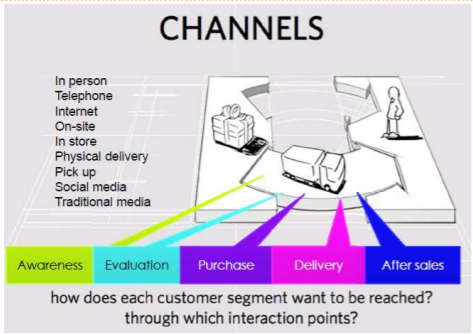 CHANNELS
In person
Telephone
Internet
On-site
In store
Physical delivery
Pick up
Social media
Traditional media
Awareness
Evaluation
Purchase
Delivery
After sales
how does each customer segment want to be reached?
through which interaction points?